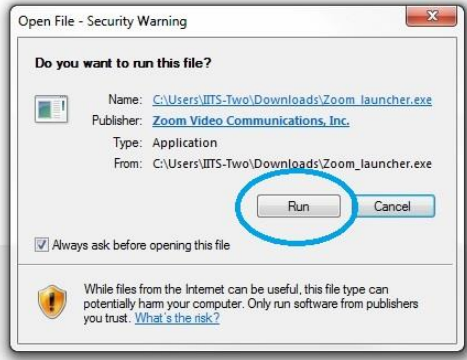 Open File - Security Warning
Do you want to run this file?
Name: C:\Users\IITS-Two\Downloads\Zoom_launcher.exe
Publisher: Zoom Video Communications, Inc.
Type: Application
From: C:\Users\IITS-Two\Downloads\Zoom_launcher.exe
Run Cancel
Always ask before opening this file
While files from the Internet can be useful, this file type can
potentially harm your computer. Only run software from publishers
you trust. What's the risk?